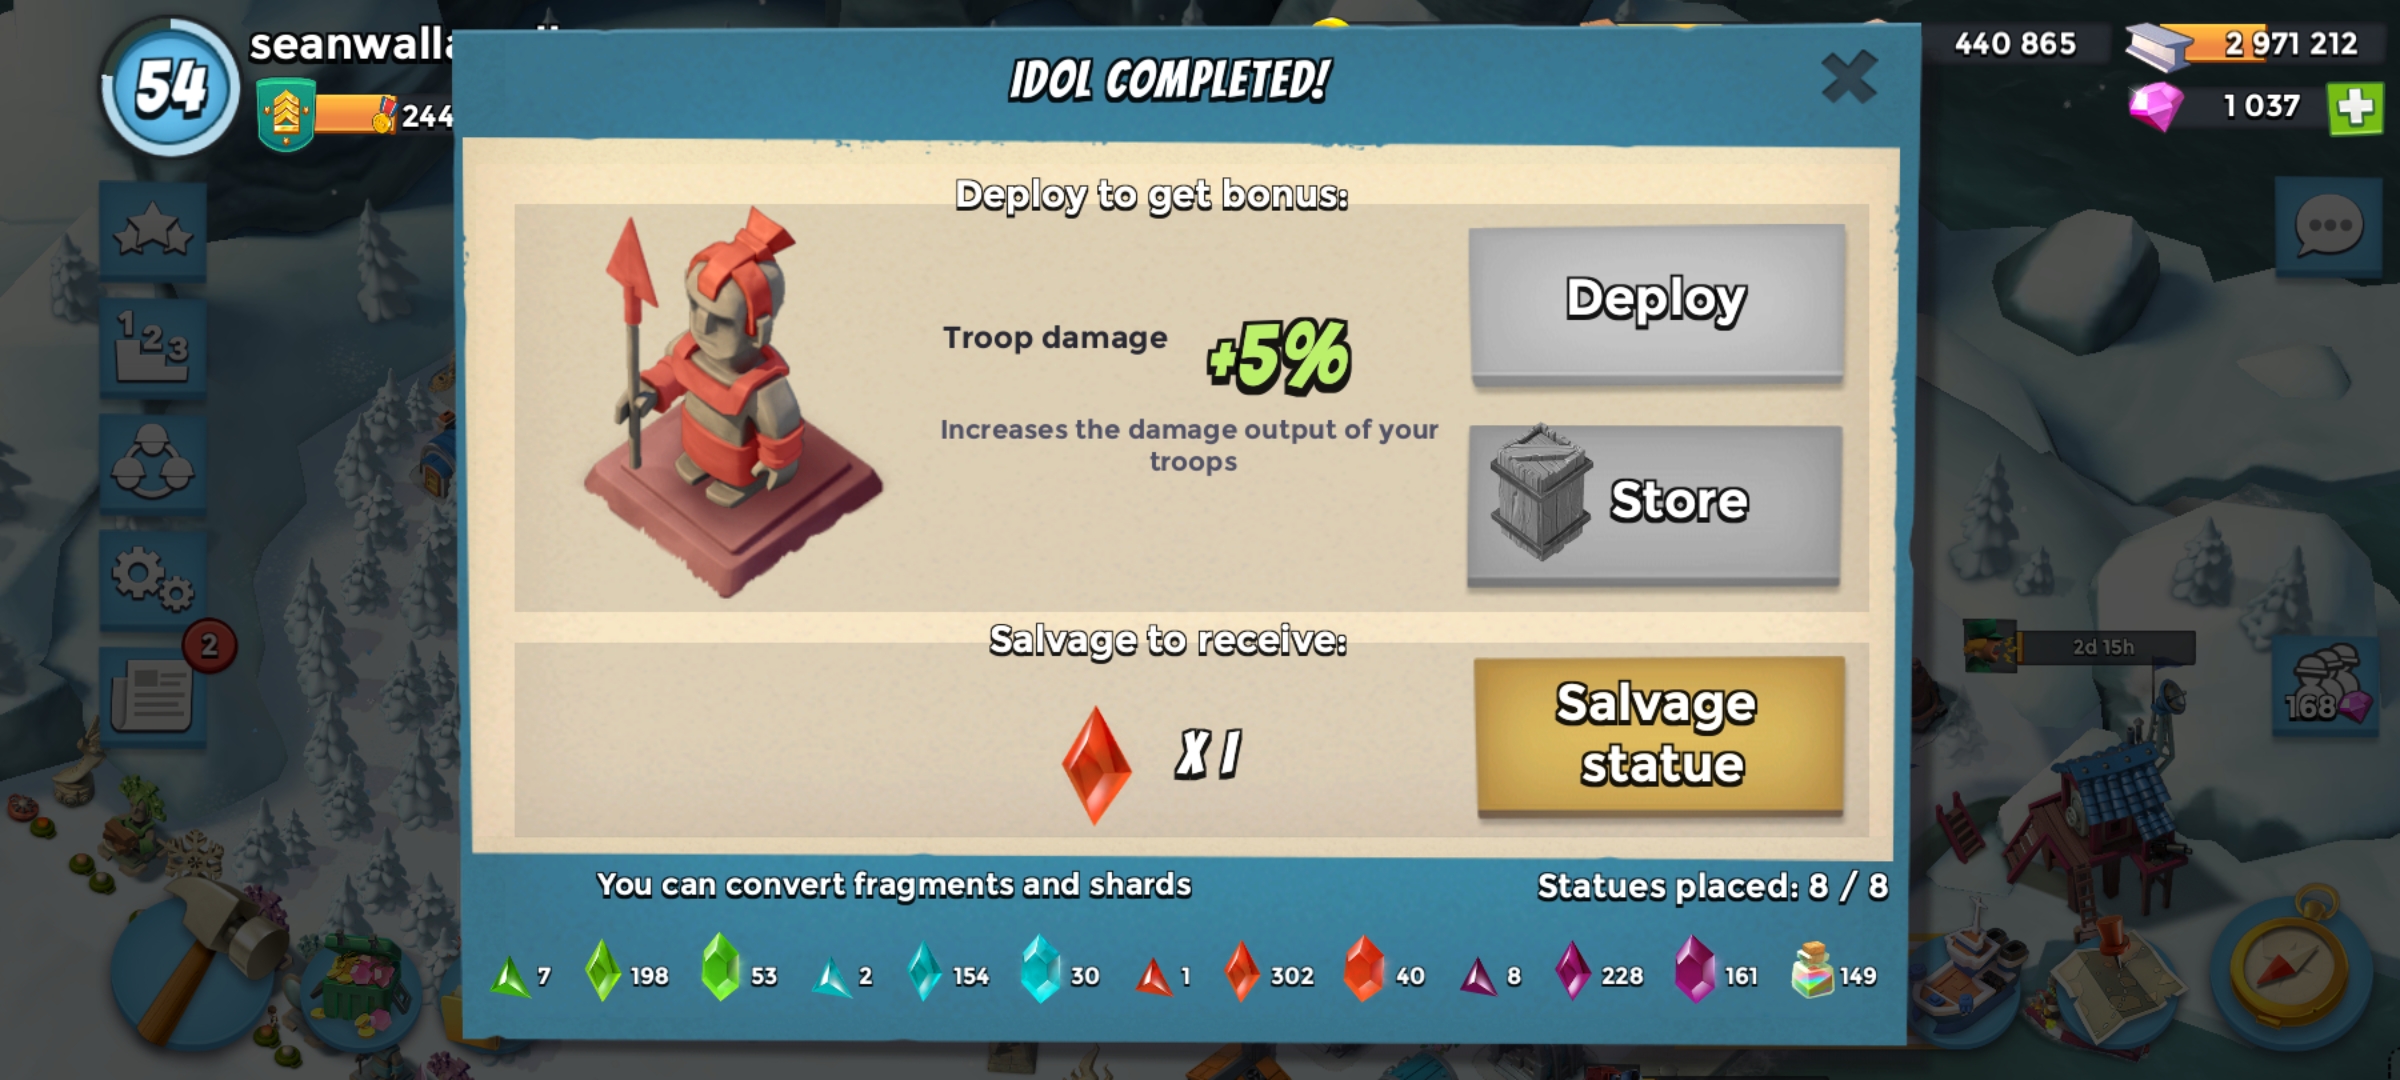 54
244
IDOL COMPLETED!
440 865
2 971 212
1 037
Deploy to get bonus:
Troop damage +5%
Increases the damage output of your
troops
Deploy
Store
1 2 3
2
Salvage to receive:
X 1
Salvage
statue
2d 15h
168
You can convert fragments and shards
Statues placed: 8 / 8
7 198 53 2 154 30 1 302 40 8 228 161 149